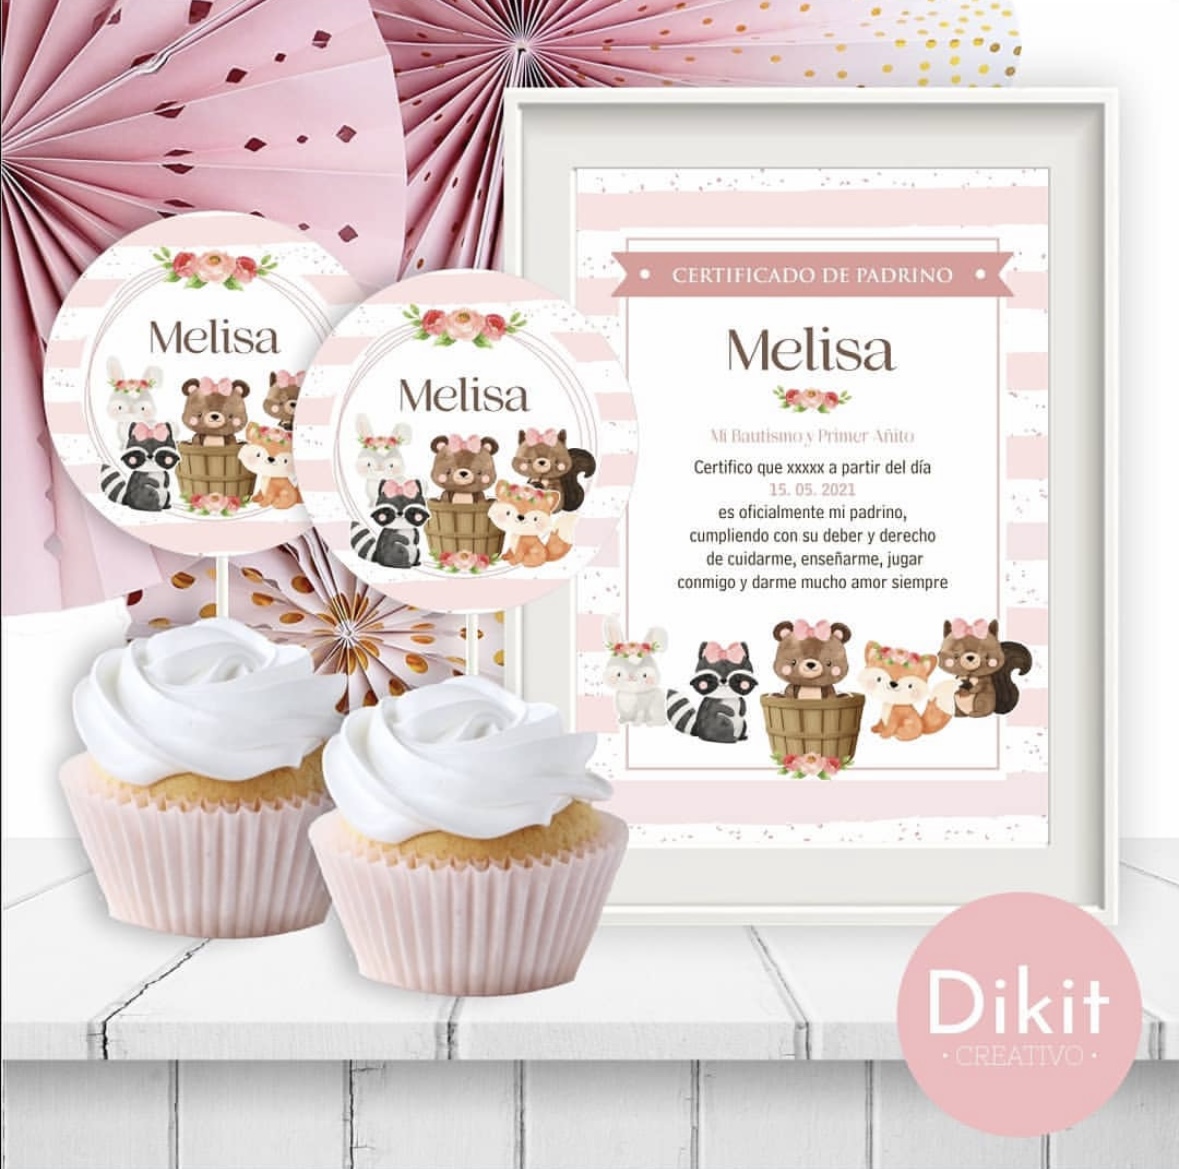 Melisa
Melisa
CERTIFICADO DE PADRINO
Melisa
Mi Bautismo y Primer Añito
Certifico que xxxxx a partir del día
15. 05. 2021
es oficialmente mi padrino,
cumpliendo con su deber y derecho
de cuidarme, enseñarme, jugar
conmigo y darme mucho amor siempre
Dikit
• CREATIVO •